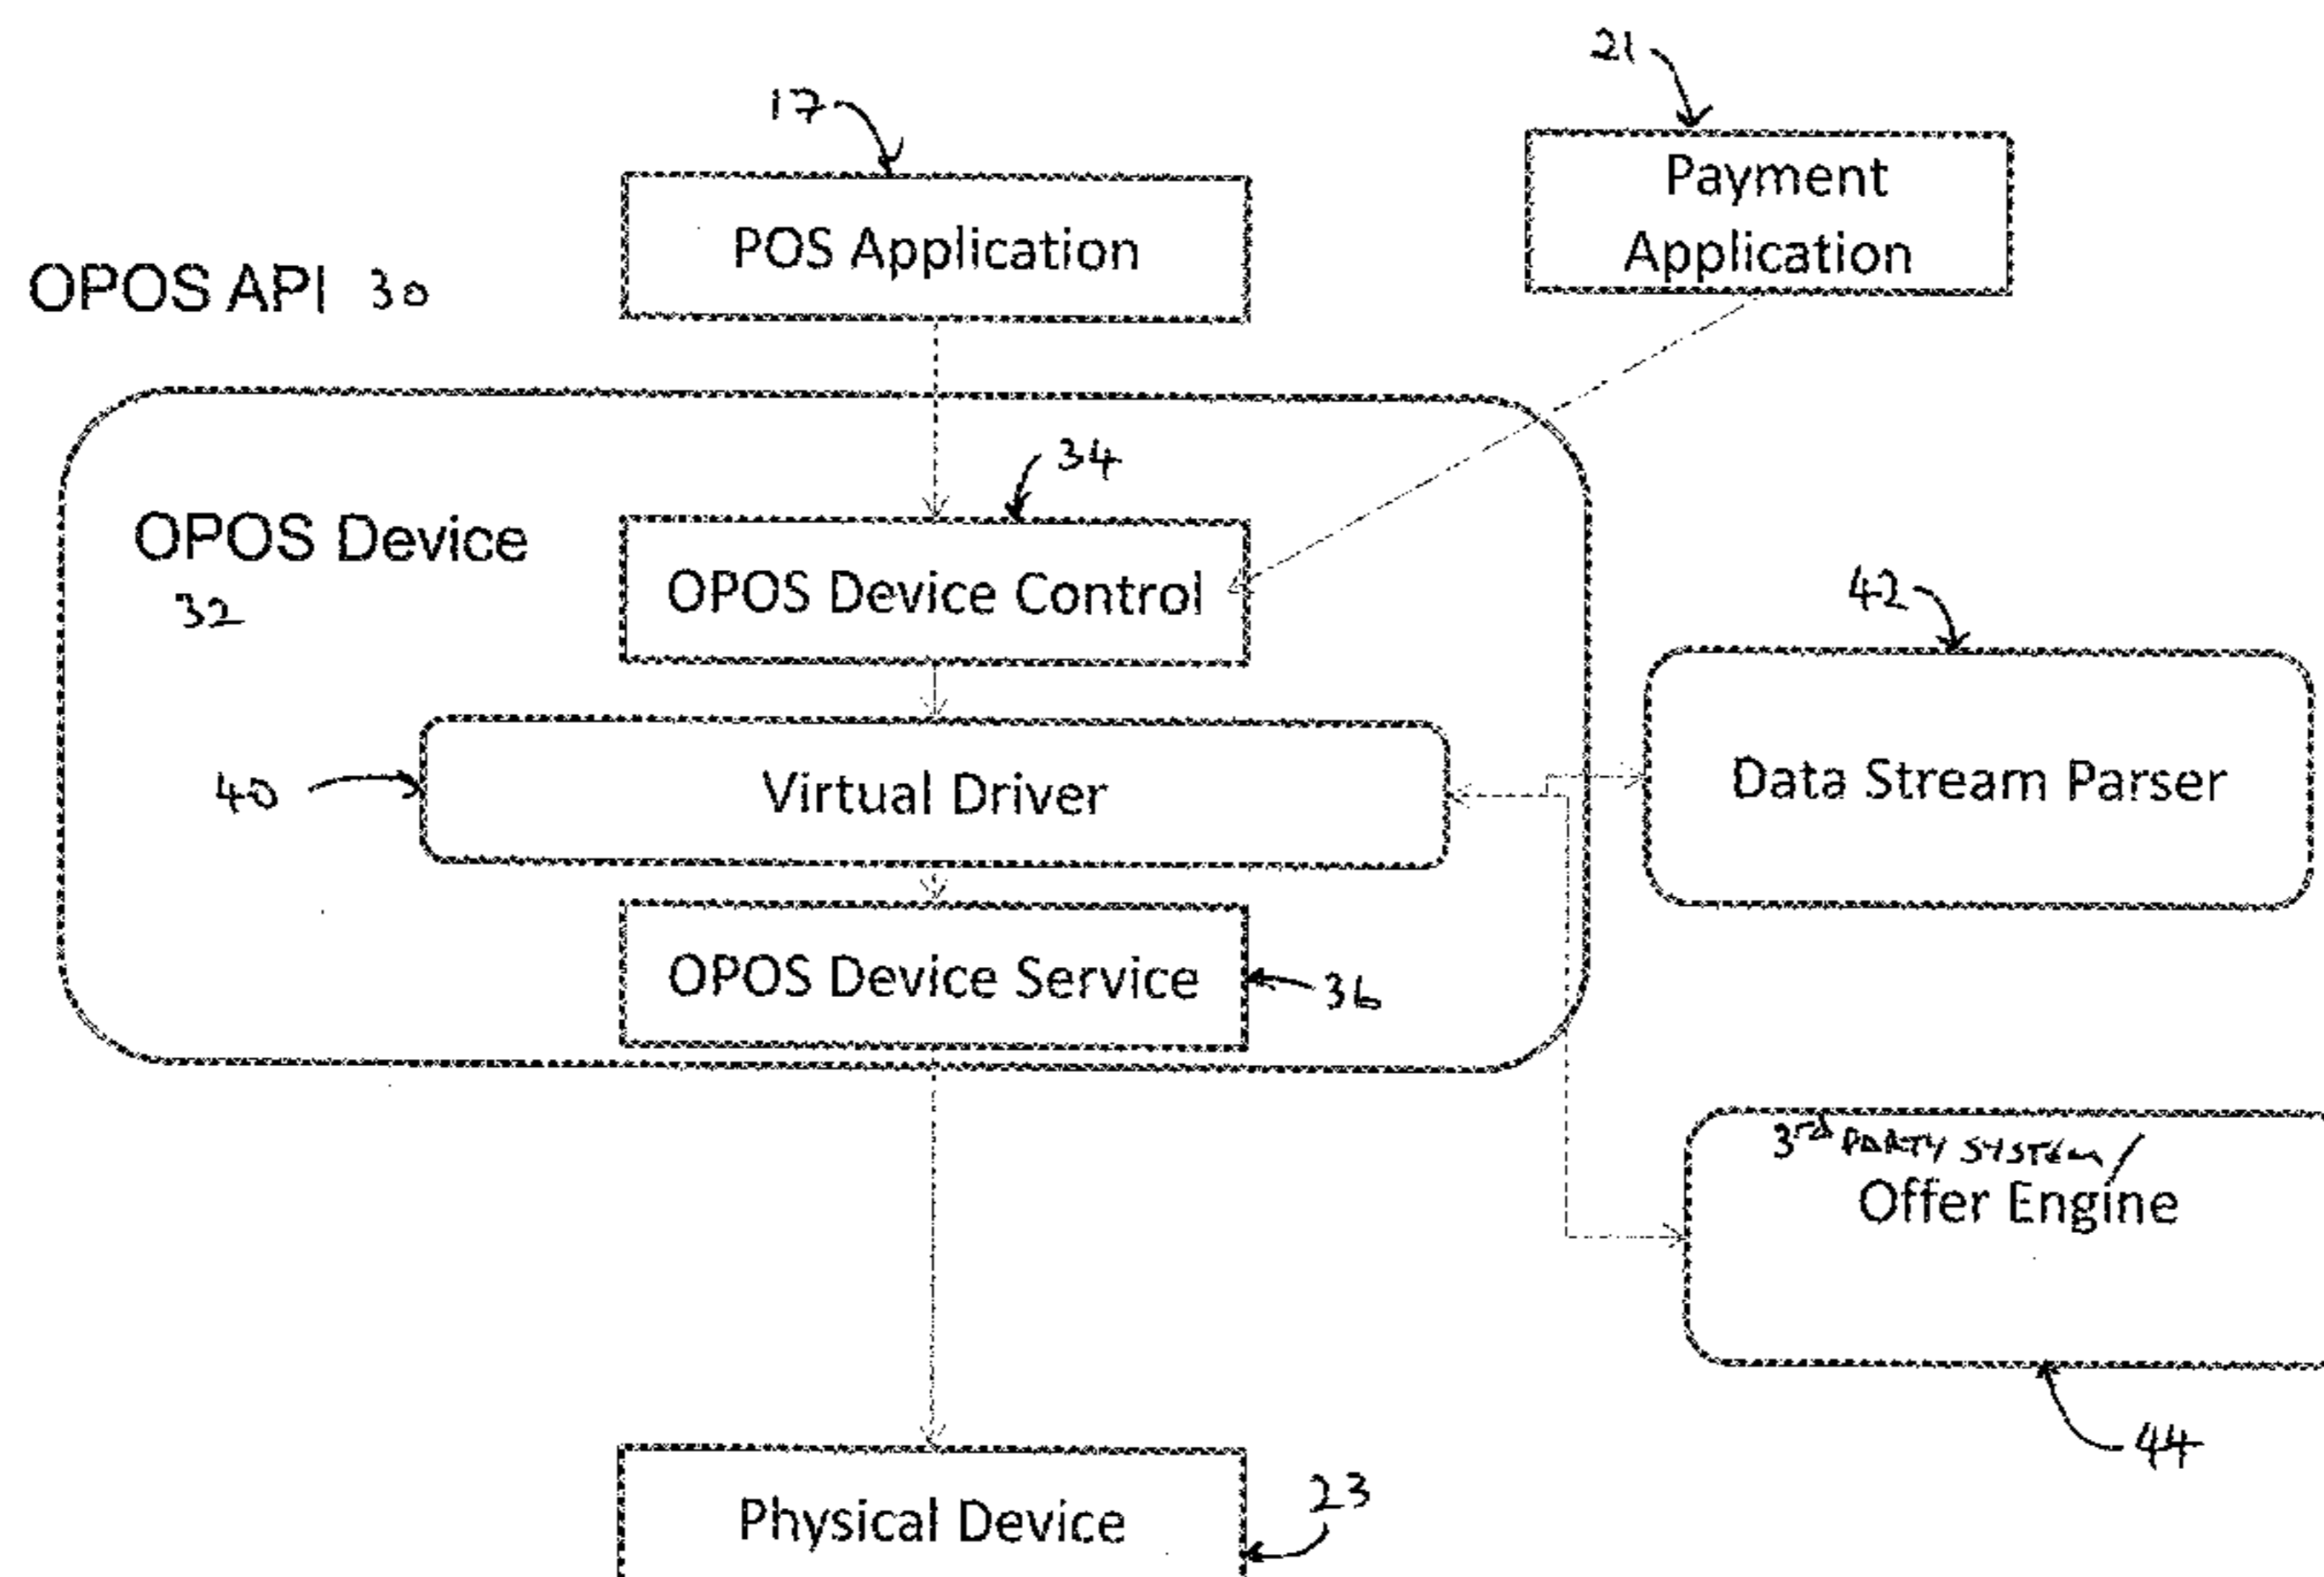 21
17
Payment
Application
POS Application
OPOS API 30
34
OPOS Device
32
OPOS Device Control
42
40
Virtual Driver
Data Stream Parser
OPOS Device Service
36
3rd PARTY SYSTEM/
Offer Engine
44
23
Physical Device